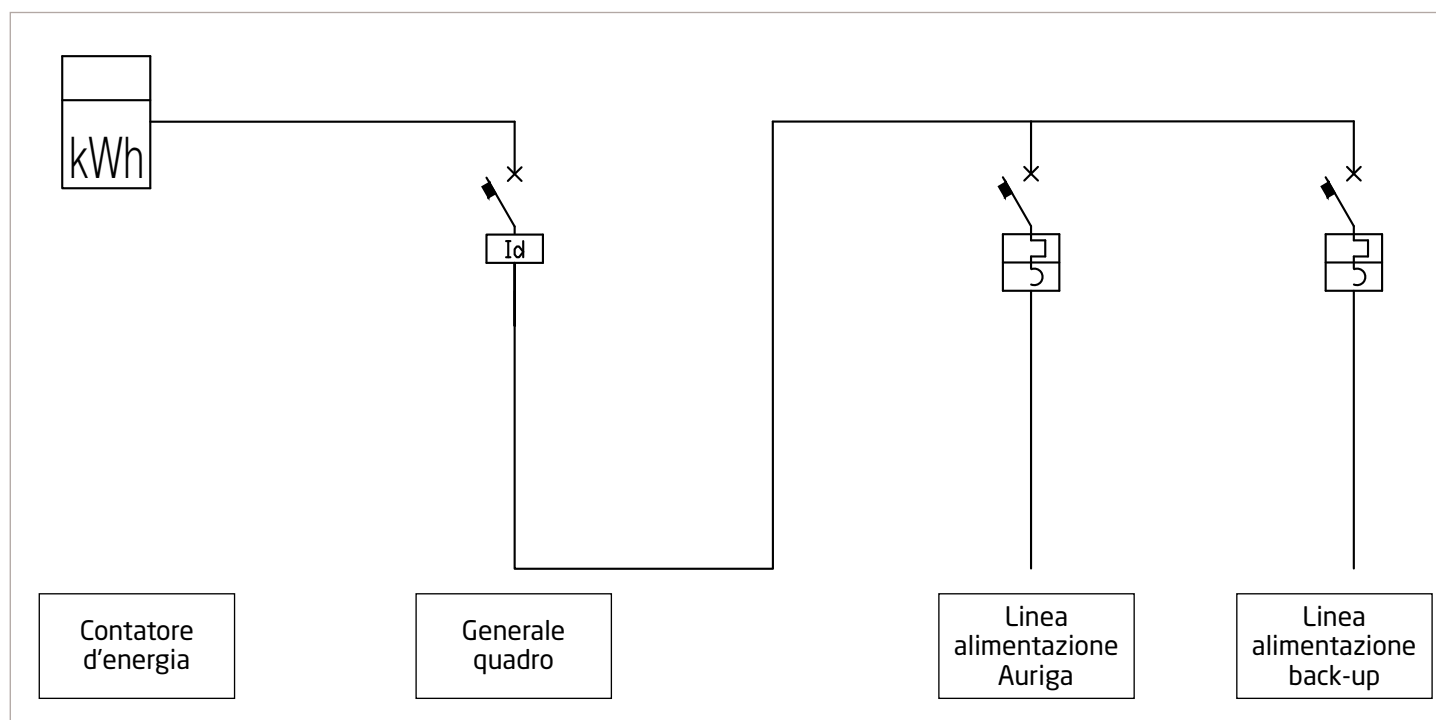 kWh
Id
Contatore
d'energia
Generale
quadro
Linea
alimentazione
Auriga
Linea
alimentazione
back-up